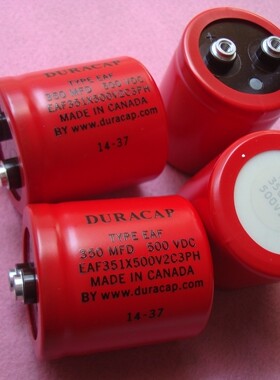 DURACAP
TYPE EAF
350 MFD 500 VDC
EAF351X500V2C3PH
MADE IN CANADA
BY www.duracap.com
14-37
DURACAP
TYPE EAF
350 MFD 500 VDC
EAF351X500V2C3PH
MADE IN CANADA
BY www.duracap.com
14-37
500V